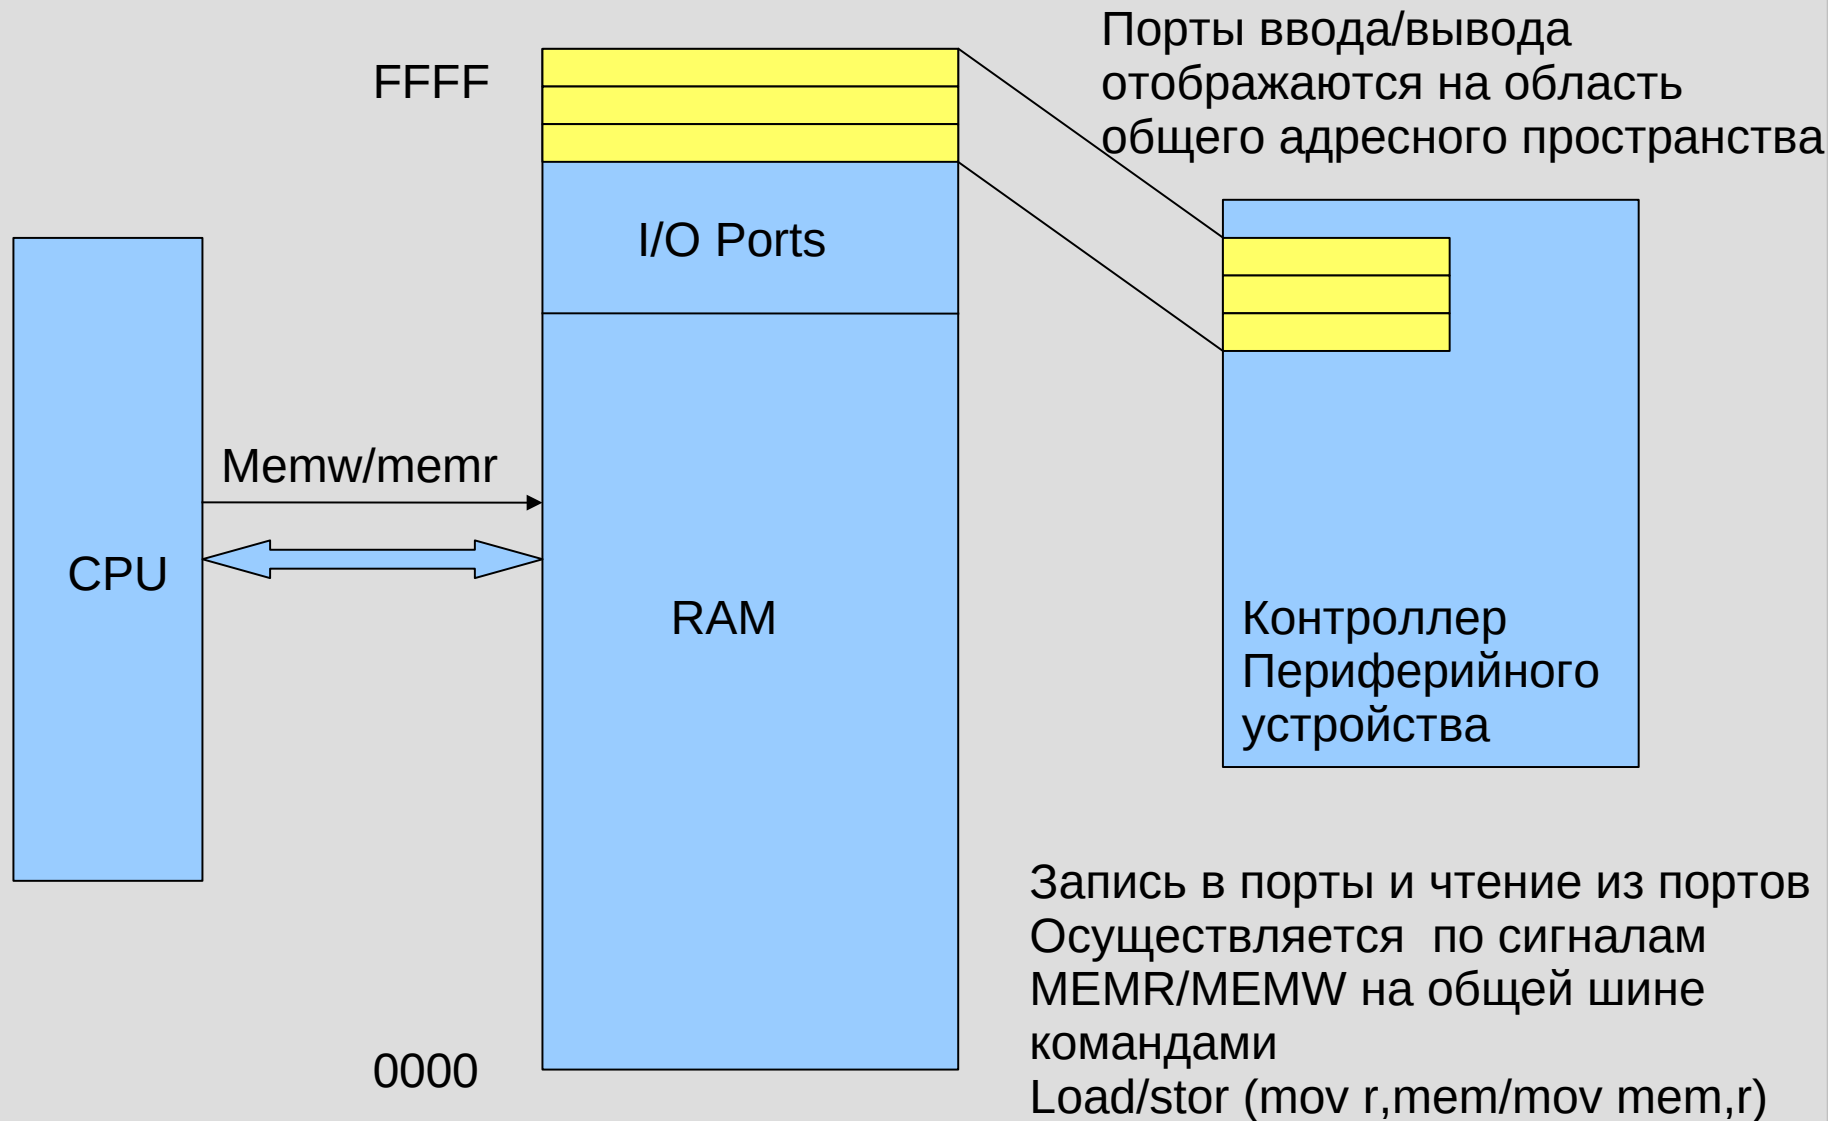 Порты ввода/вывода
отображаются на область
общего адресного пространства
FFFF
I/O Ports
Memw/memr
CPU
RAM
Контроллер
Периферийного
устройства
Запись в порты и чтение из портов
Осуществляется по сигналам
MEMR/MEMW на общей шине
командами
Load/stor (mov r,mem/mov mem,r)
0000